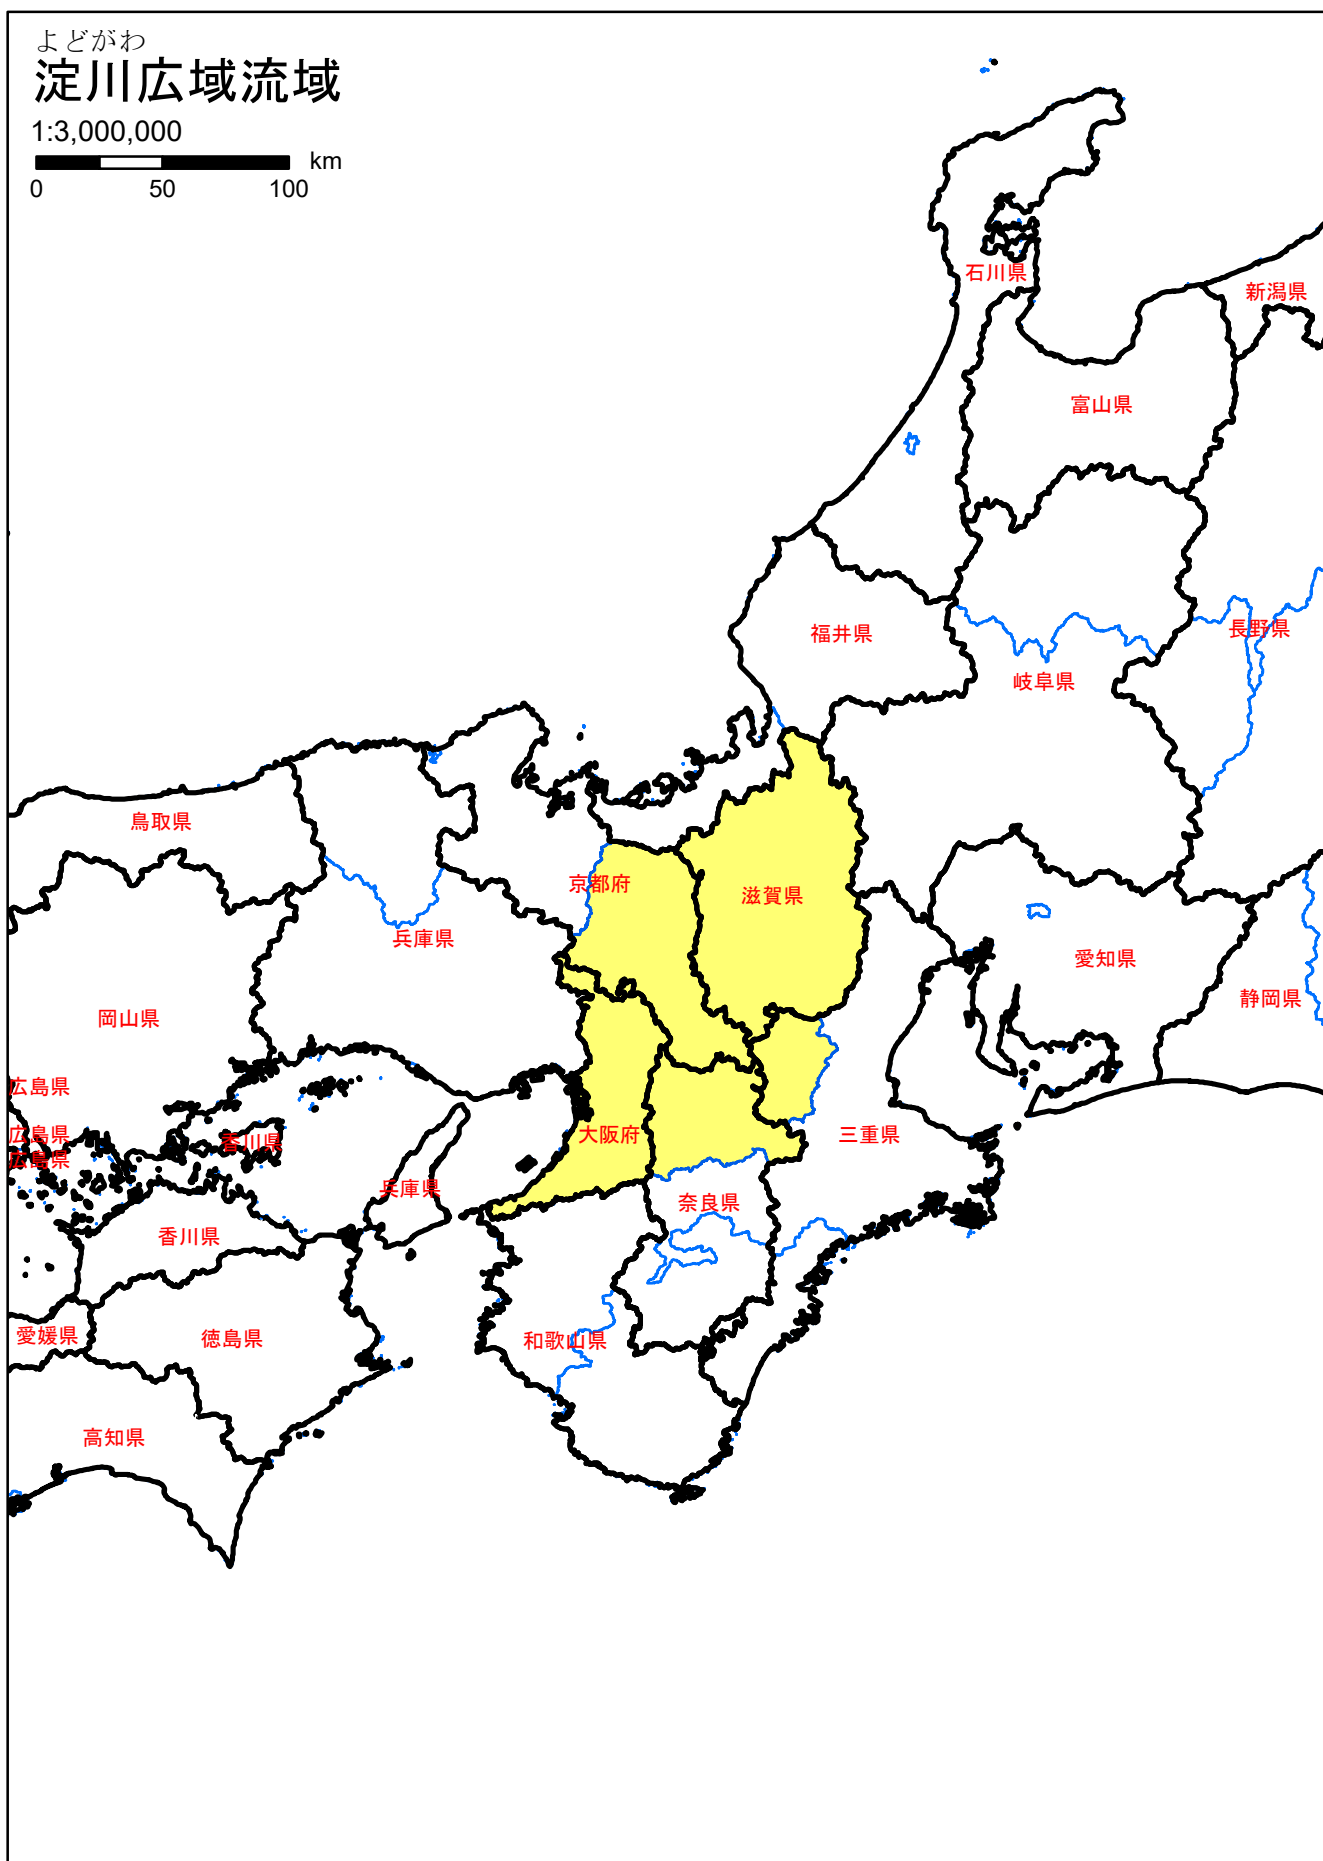 よどがわ
淀川広域流域
1:3,000,000
km
0 50 100
石川県
新潟県
富山県
福井県
長野県
岐阜県
鳥取県
京都府
滋賀県
兵庫県
愛知県
静岡県
岡山県
広島県
広島県
香川県
大阪府
三重県
広島県
兵庫県
奈良県
香川県
愛媛県
徳島県
和歌山県
高知県